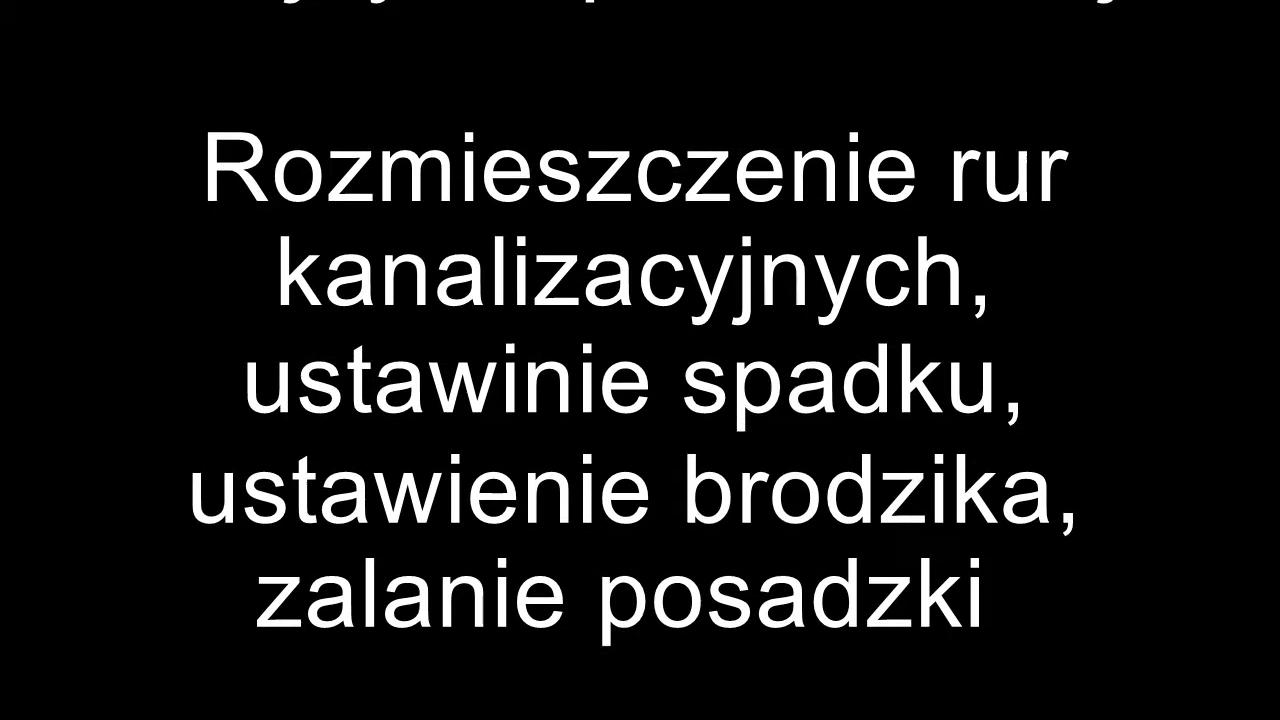 Rozmieszczenie rur
kanalizacyjnych,
ustawinie spadku,
ustawienie brodzika,
zalanie posadzki